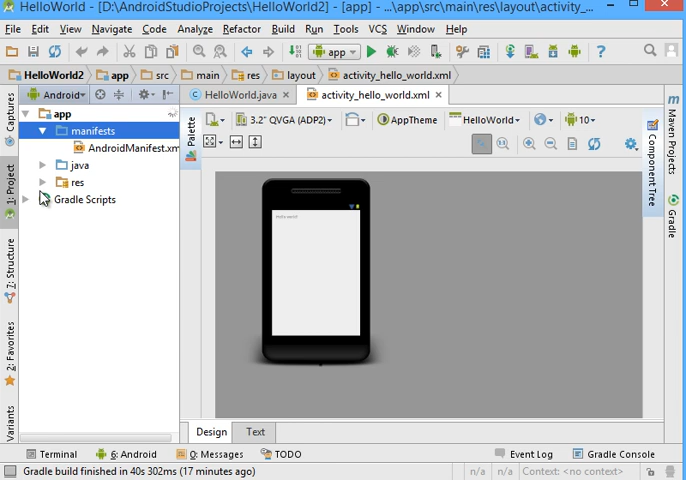 HelloWorld - [D:\AndroidStudioProjects\HelloWorld2] - [app] - ...\app\src\main\res\layout\activity_...
File Edit View Navigate Code Analyze Refactor Build Run Tools VCS Window Help
app
HelloWorld2 app src main res layout activity_hello_world.xml
Android HelloWorld.java activity_hello_world.xml
Captures
1: Project
7: Structure
2: Favorites
Variants
app
manifests
AndroidManifest.xm
java
res
Gradle Scripts
Palette
3.2" QVGA (ADP2) AppTheme HelloWorld 10
1:1
Hello world!
Component Tree
Maven Projects
Gradle
Design Text
Terminal 6: Android 0: Messages TODO Event Log Gradle Console
Gradle build finished in 40s 302ms (17 minutes ago) n/a n/a Context: <no context>